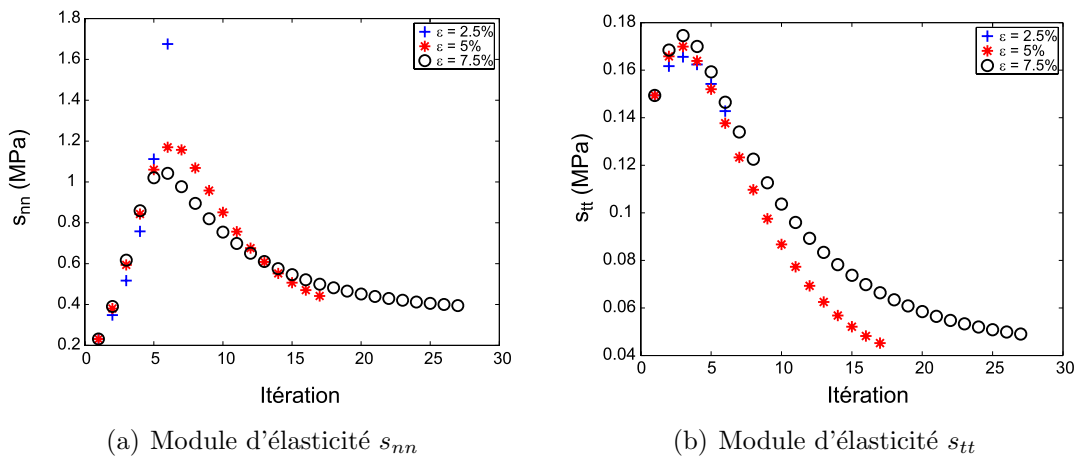 1.8
1.6
1.4
1.2
1.0
0.8
0.6
0.4
0.2
0
5
10
15
20
25
30
s_nn (MPa)
Itération
ε = 2.5%
ε = 5%
ε = 7.5%
(a) Module d'élasticité s_nn
0.18
0.16
0.14
0.12
0.1
0.08
0.06
0.04
0
5
10
15
20
25
30
s_tt (MPa)
Itération
ε = 2.5%
ε = 5%
ε = 7.5%
(b) Module d'élasticité s_tt